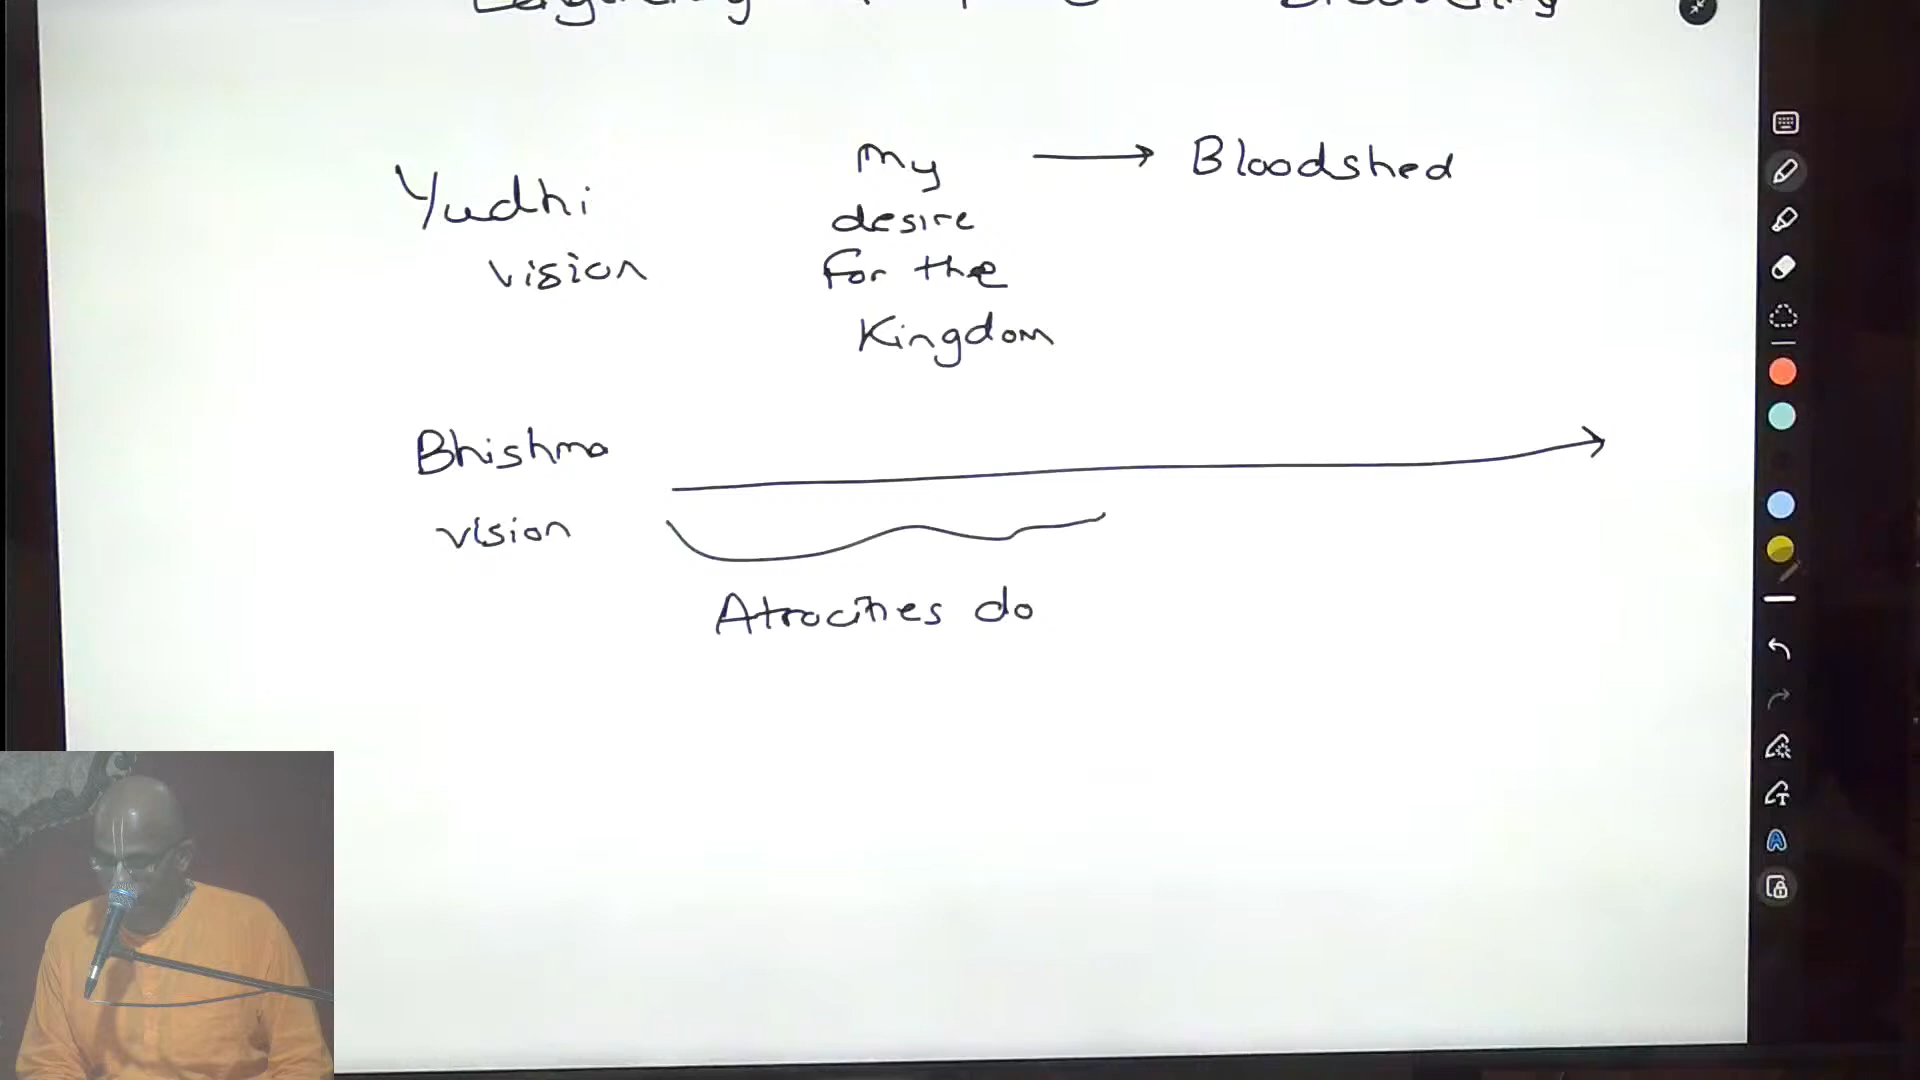 Yudhi
vision
My
desire
for the
Kingdom
Bloodshed
Bhishma
vision
Atrocities do